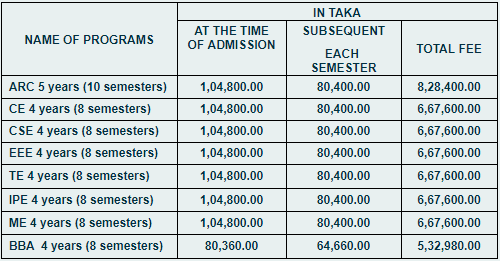 NAME OF PROGRAMS
IN TAKA
AT THE TIME
OF ADMISSION
SUBSEQUENT
EACH
SEMESTER
TOTAL FEE
ARC 5 years (10 semesters) 1,04,800.00 80,400.00 8,28,400.00
CE 4 years (8 semesters) 1,04,800.00 80,400.00 6,67,600.00
CSE 4 years (8 semesters) 1,04,800.00 80,400.00 6,67,600.00
EEE 4 years (8 semesters) 1,04,800.00 80,400.00 6,67,600.00
TE 4 years (8 semesters) 1,04,800.00 80,400.00 6,67,600.00
IPE 4 years (8 semesters) 1,04,800.00 80,400.00 6,67,600.00
ME 4 years (8 semesters) 1,04,800.00 80,400.00 6,67,600.00
BBA 4 years (8 semesters) 80,360.00 64,660.00 5,32,980.00